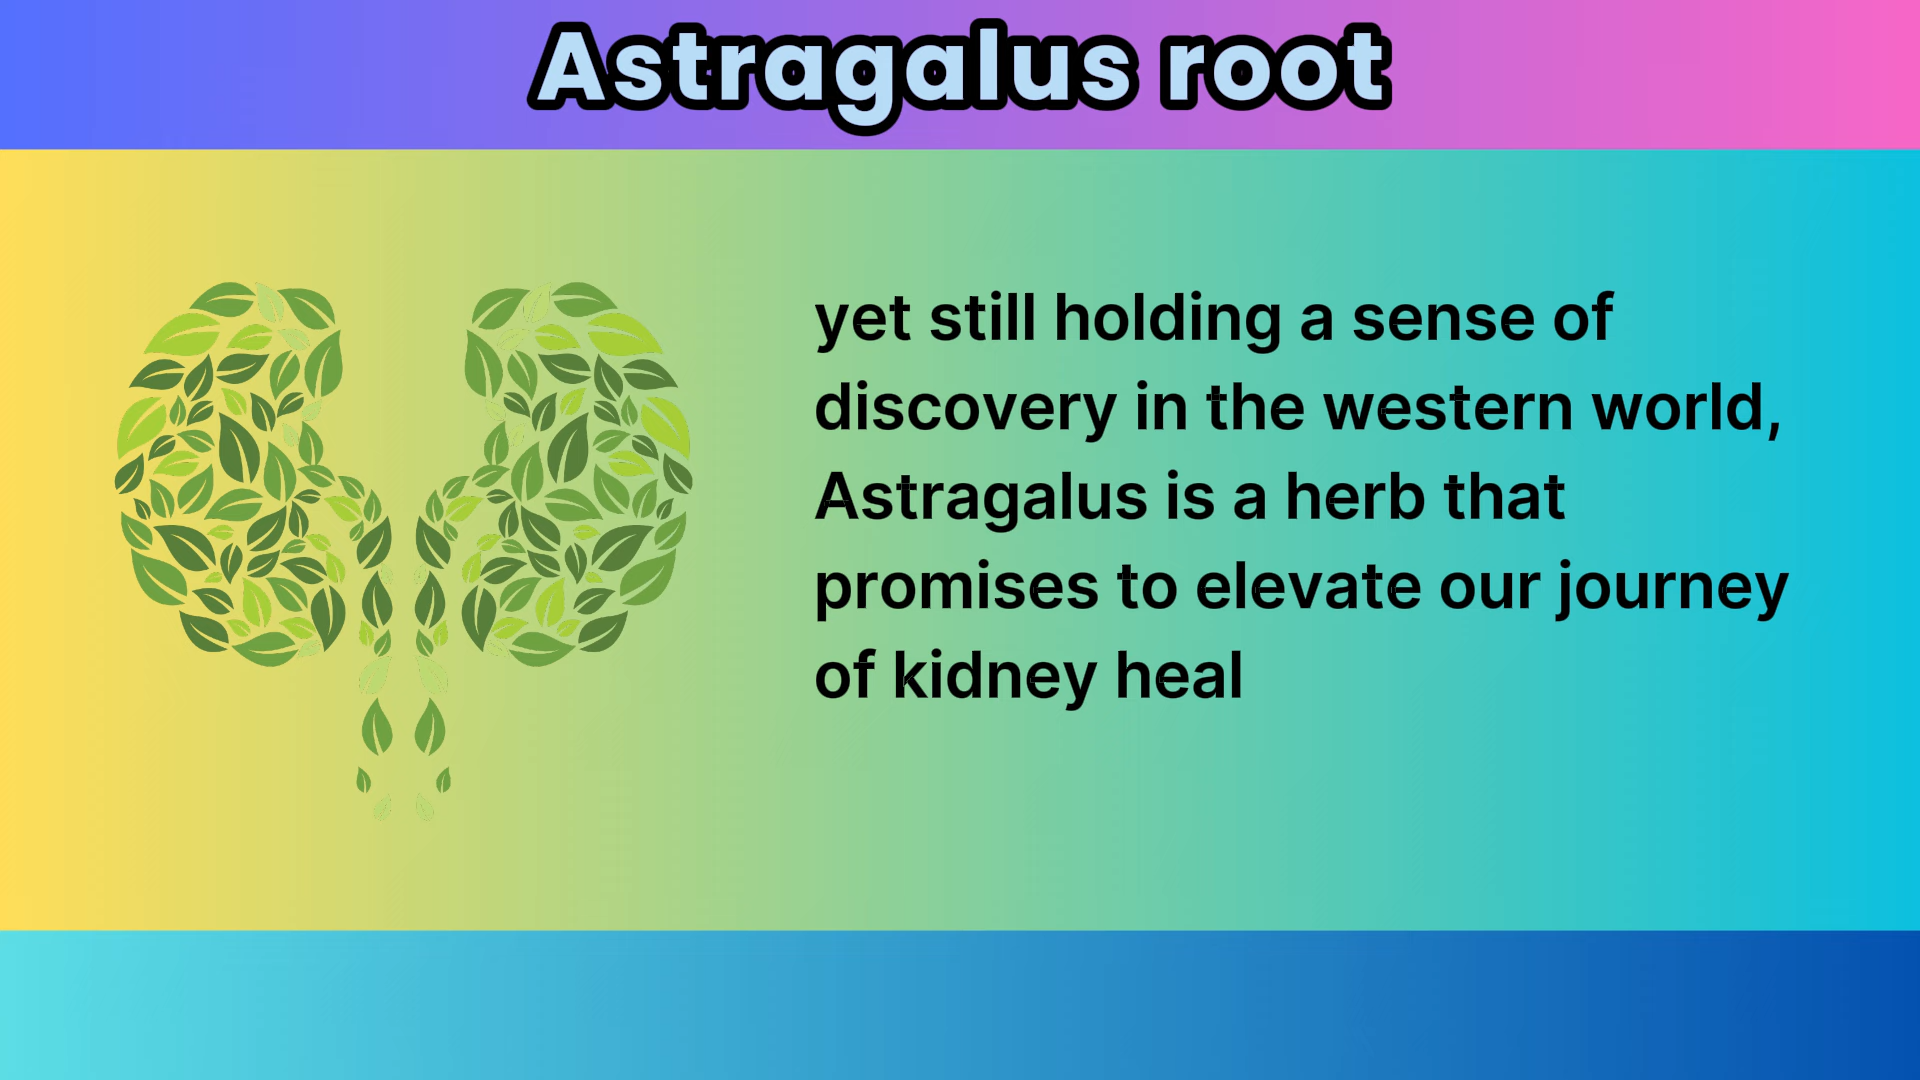 Astragalus root
yet still holding a sense of
discovery in the western world,
Astragalus is a herb that
promises to elevate our journey
of kidney heal